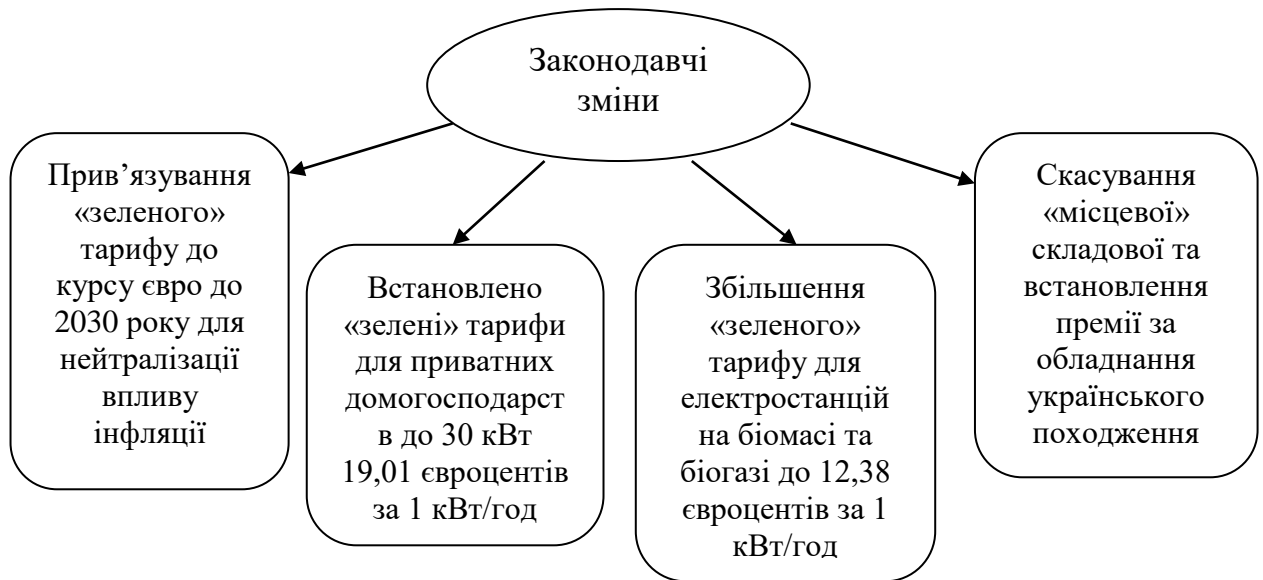 Законодавчі
зміни
Прив’язування
«зеленого»
тарифу до
курсу євро до
2030 року для
нейтралізації
впливу
інфляції
Встановлено
«зелені» тарифи
для приватних
домогосподарст
в до 30 кВт
19,01 євроцентів
за 1 кВт/год
Збільшення
«зеленого»
тарифу для
електростанцій
на біомасі та
біогазі до 12,38
євроцентів за 1
кВт/год
Скасування
«місцевої»
складової та
встановлення
премії за
обладнання
українського
походження